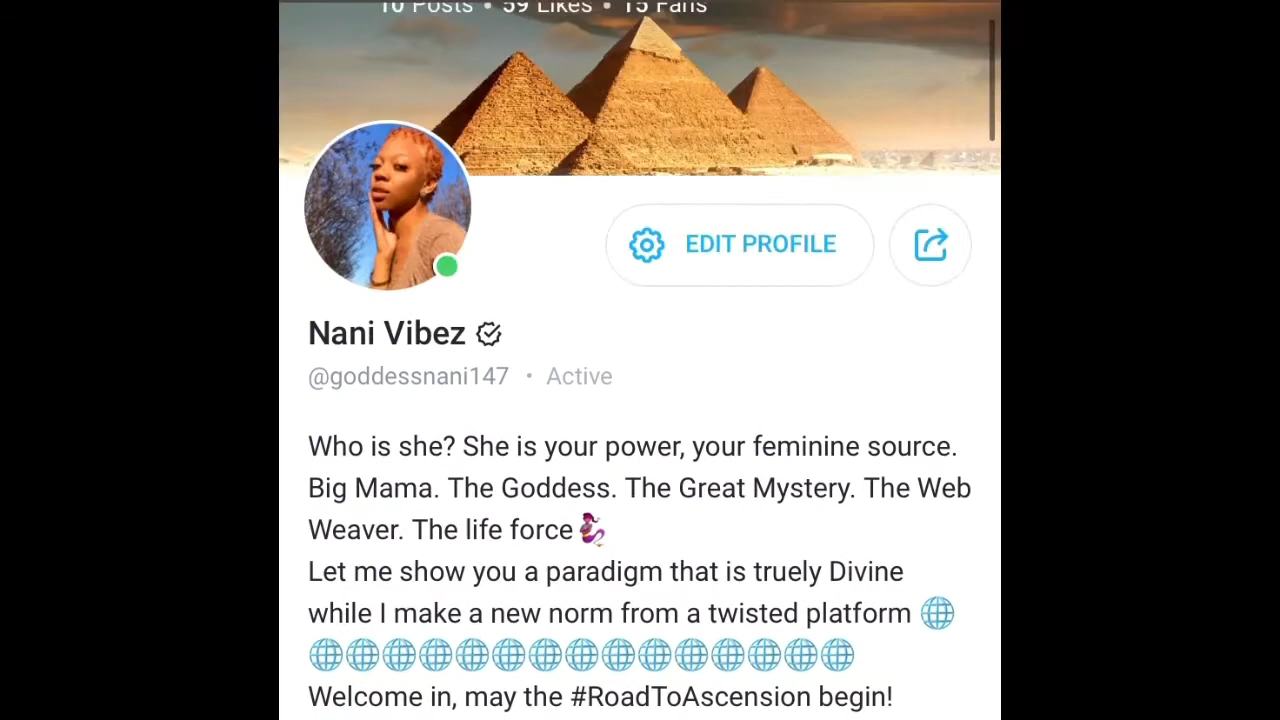 10 Posts • 59 Likes • 15 Fans
EDIT PROFILE
Nani Vibez
@goddessnani147 • Active
Who is she? She is your power, your feminine source.
Big Mama. The Goddess. The Great Mystery. The Web
Weaver. The life force🧞‍♀️
Let me show you a paradigm that is truely Divine
while I make a new norm from a twisted platform 🌐
🌐🌐🌐🌐🌐🌐🌐🌐🌐🌐🌐🌐🌐🌐🌐
Welcome in, may the #RoadToAscension begin!